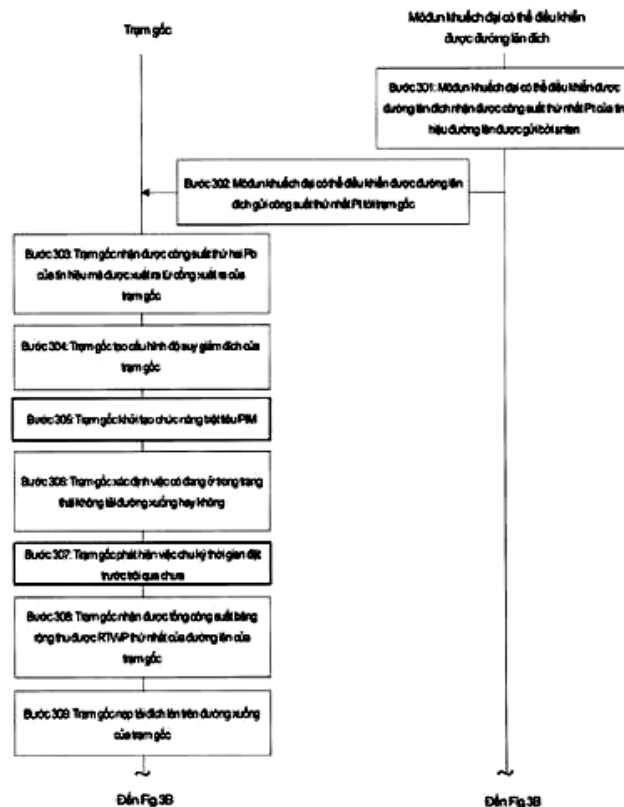 Trạm gốc
Môđun khuếch đại có thể điều khiển
được đường lên đích
Bước 301: Môđun khuếch đại có thể điều khiển được
đường lên đích nhận được công suất thứ nhất Pt của tín
hiệu đường lên được gửi bởi anten
Bước 302: Môđun khuếch đại có thể điều khiển được đường lên
đích gửi công suất thứ nhất Pt tới trạm gốc
Bước 303: Trạm gốc nhận được công suất thứ hai Pb
của tín hiệu mà được xuất ra từ cổng xuất ra của
trạm gốc
Bước 304: Trạm gốc tạo cấu hình độ suy giảm đích của
trạm gốc
Bước 305: Trạm gốc khởi tạo chức năng triệt tiêu PIM
Bước 306: Trạm gốc xác định việc có đang ở trong trạng
thái không tải đường xuống hay không
Bước 307: Trạm gốc phát hiện việc chu kỳ thời gian đặt
trước trôi qua chưa
Bước 308: Trạm gốc nhận được tổng công suất băng
rộng thu được RTWP thứ nhất của đường lên của
trạm gốc
Bước 309: Trạm gốc nạp tải đích lên trên đường xuống
của trạm gốc
Đến Fig.3B
Đến Fig.3B